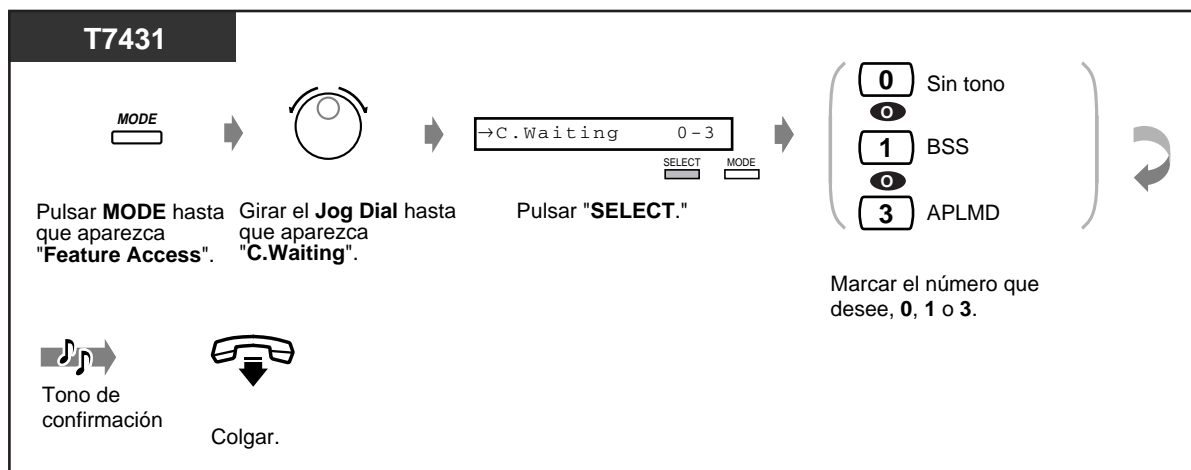 T7431
MODE
Pulsar MODE hasta
que aparezca
"Feature Access".
Girar el Jog Dial hasta
que aparezca
"C.Waiting".
→C.Waiting 0-3
SELECT MODE
Pulsar "SELECT."
0 Sin tono
O
1 BSS
O
3 APLMD
Marcar el número que
desee, 0, 1 o 3.
Tono de
confirmación
Colgar.